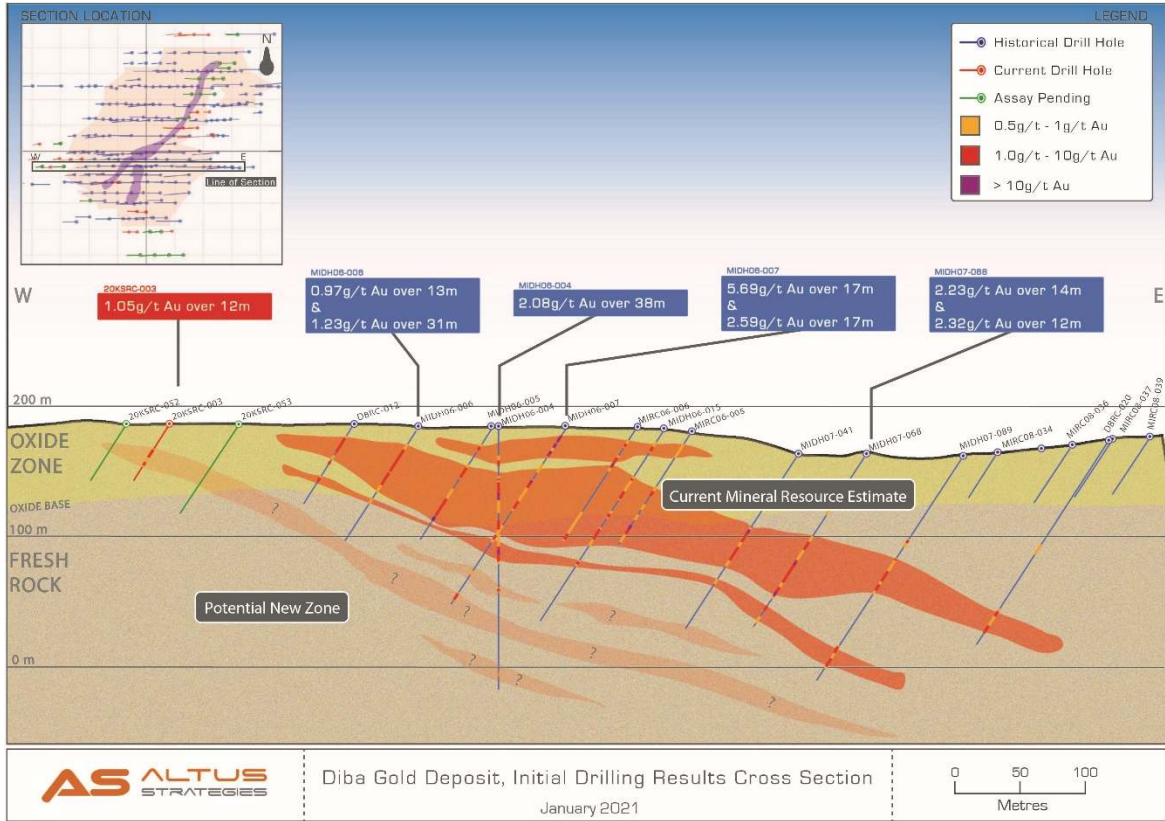 SECTION LOCATION
N
W
E
Line of Section
LEGEND
Historical Drill Hole
Current Drill Hole
Assay Pending
0.5g/t - 1g/t Au
1.0g/t - 10g/t Au
> 10g/t Au
W
E
20KSRC-003
1.05g/t Au over 12m
MIDH06-006
0.97g/t Au over 13m
&
1.23g/t Au over 31m
MIDH06-004
2.08g/t Au over 38m
MIDH06-007
5.69g/t Au over 17m
&
2.59g/t Au over 17m
MIDH07-068
2.23g/t Au over 14m
&
2.32g/t Au over 12m
200 m
20KSRC-052
20KSRC-003
20KSRC-053
DBRC-012
MIDH06-006
MIDH06-005
MIDH06-004
MIDH06-007
MIRC06-006
MIDH06-015
MIRC06-005
MIDH07-041
MIDH07-068
MIDH07-089
MIRC08-034
MIRC08-036
DBRC-020
MIRC08-037
MIRC08-039
OXIDE
ZONE
OXIDE BASE
Current Mineral Resource Estimate
100 m
FRESH
ROCK
Potential New Zone
?
?
?
?
?
?
?
?
0 m
AS ALTUS
STRATEGIES
Diba Gold Deposit, Initial Drilling Results Cross Section
January 2021
0 50 100
Metres